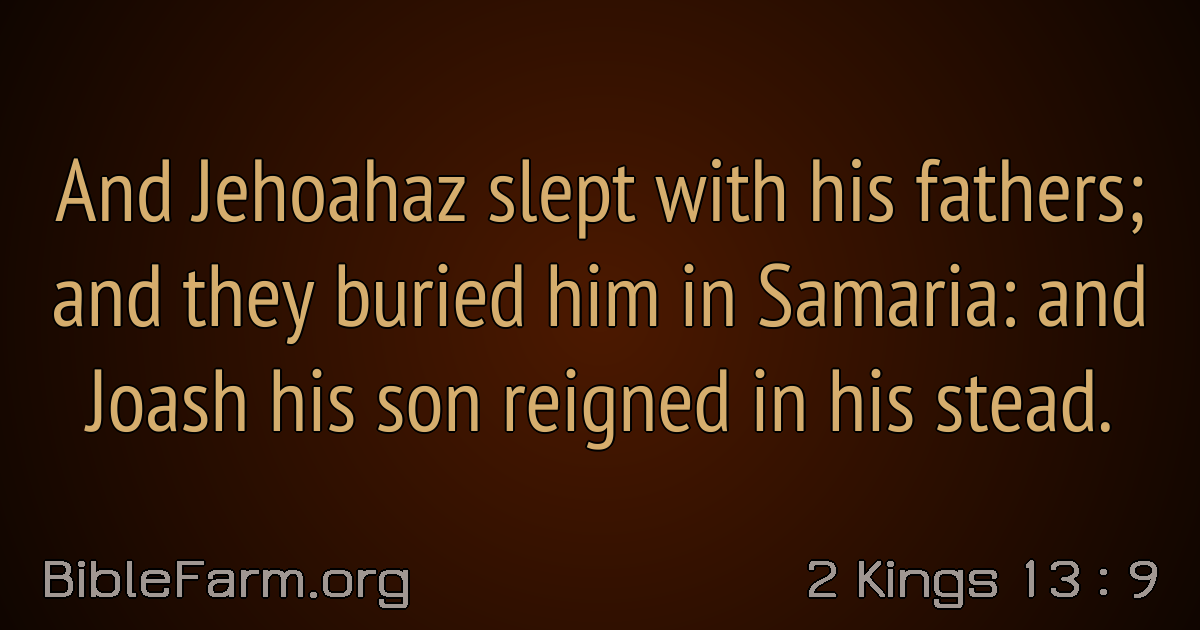 And Jehoahaz slept with his fathers;
and they buried him in Samaria: and
Joash his son reigned in his stead.
BibleFarm.org
2 Kings 13 : 9